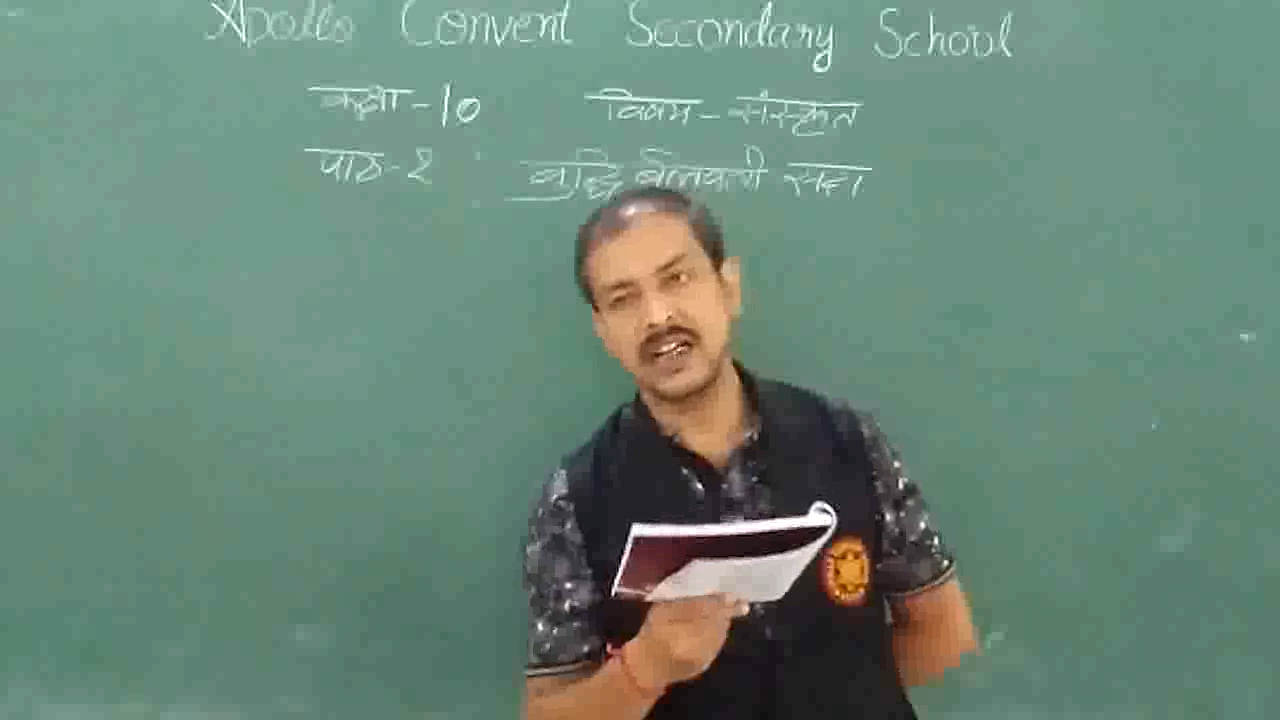 Apollo Convent Secondary School
कक्षा - 10 विषय - संस्कृत
पाठ - 2 : बुद्धि र्बलवती सदा